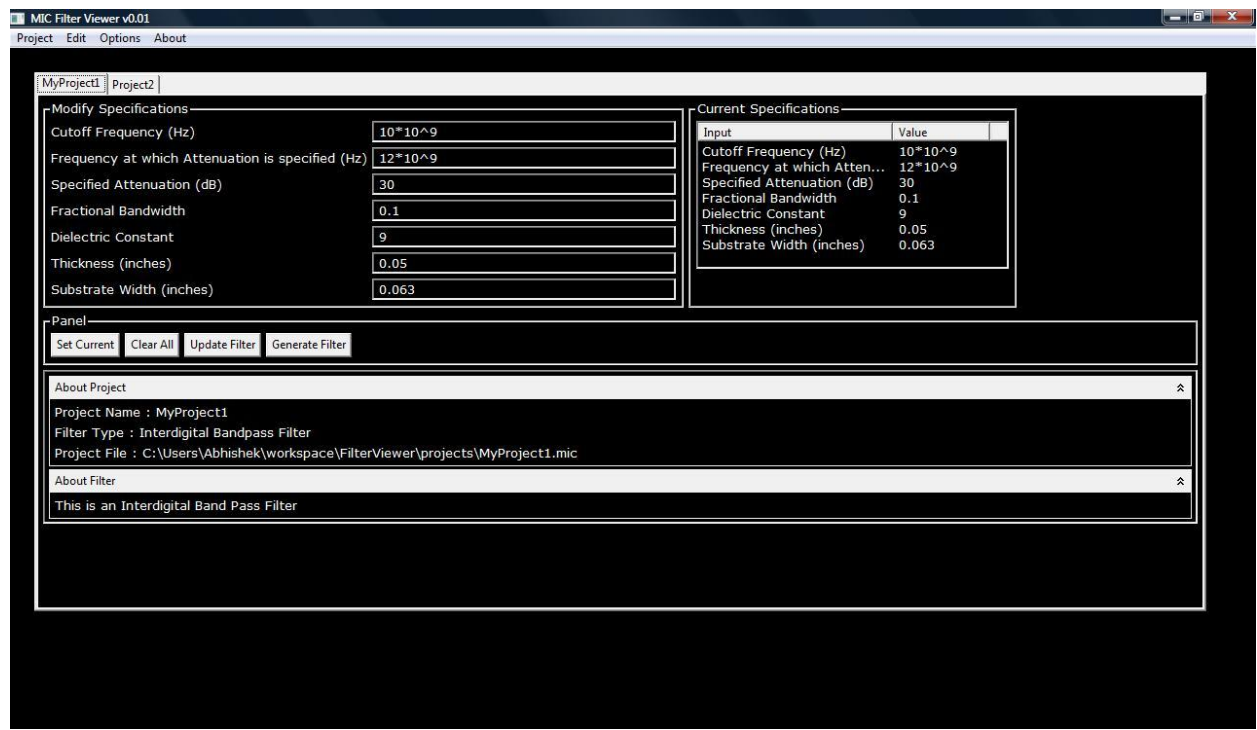 MIC Filter Viewer v0.01
Project Edit Options About
MyProject1 Project2
Modify Specifications
Cutoff Frequency (Hz) 10*10^9
Frequency at which Attenuation is specified (Hz) 12*10^9
Specified Attenuation (dB) 30
Fractional Bandwidth 0.1
Dielectric Constant 9
Thickness (inches) 0.05
Substrate Width (inches) 0.063
Current Specifications
Input Value
Cutoff Frequency (Hz) 10*10^9
Frequency at which Atten... 12*10^9
Specified Attenuation (dB) 30
Fractional Bandwidth 0.1
Dielectric Constant 9
Thickness (inches) 0.05
Substrate Width (inches) 0.063
Panel
Set Current Clear All Update Filter Generate Filter
About Project
Project Name : MyProject1
Filter Type : Interdigital Bandpass Filter
Project File : C:\Users\Abhishek\workspace\FilterViewer\projects\MyProject1.mic
About Filter
This is an Interdigital Band Pass Filter